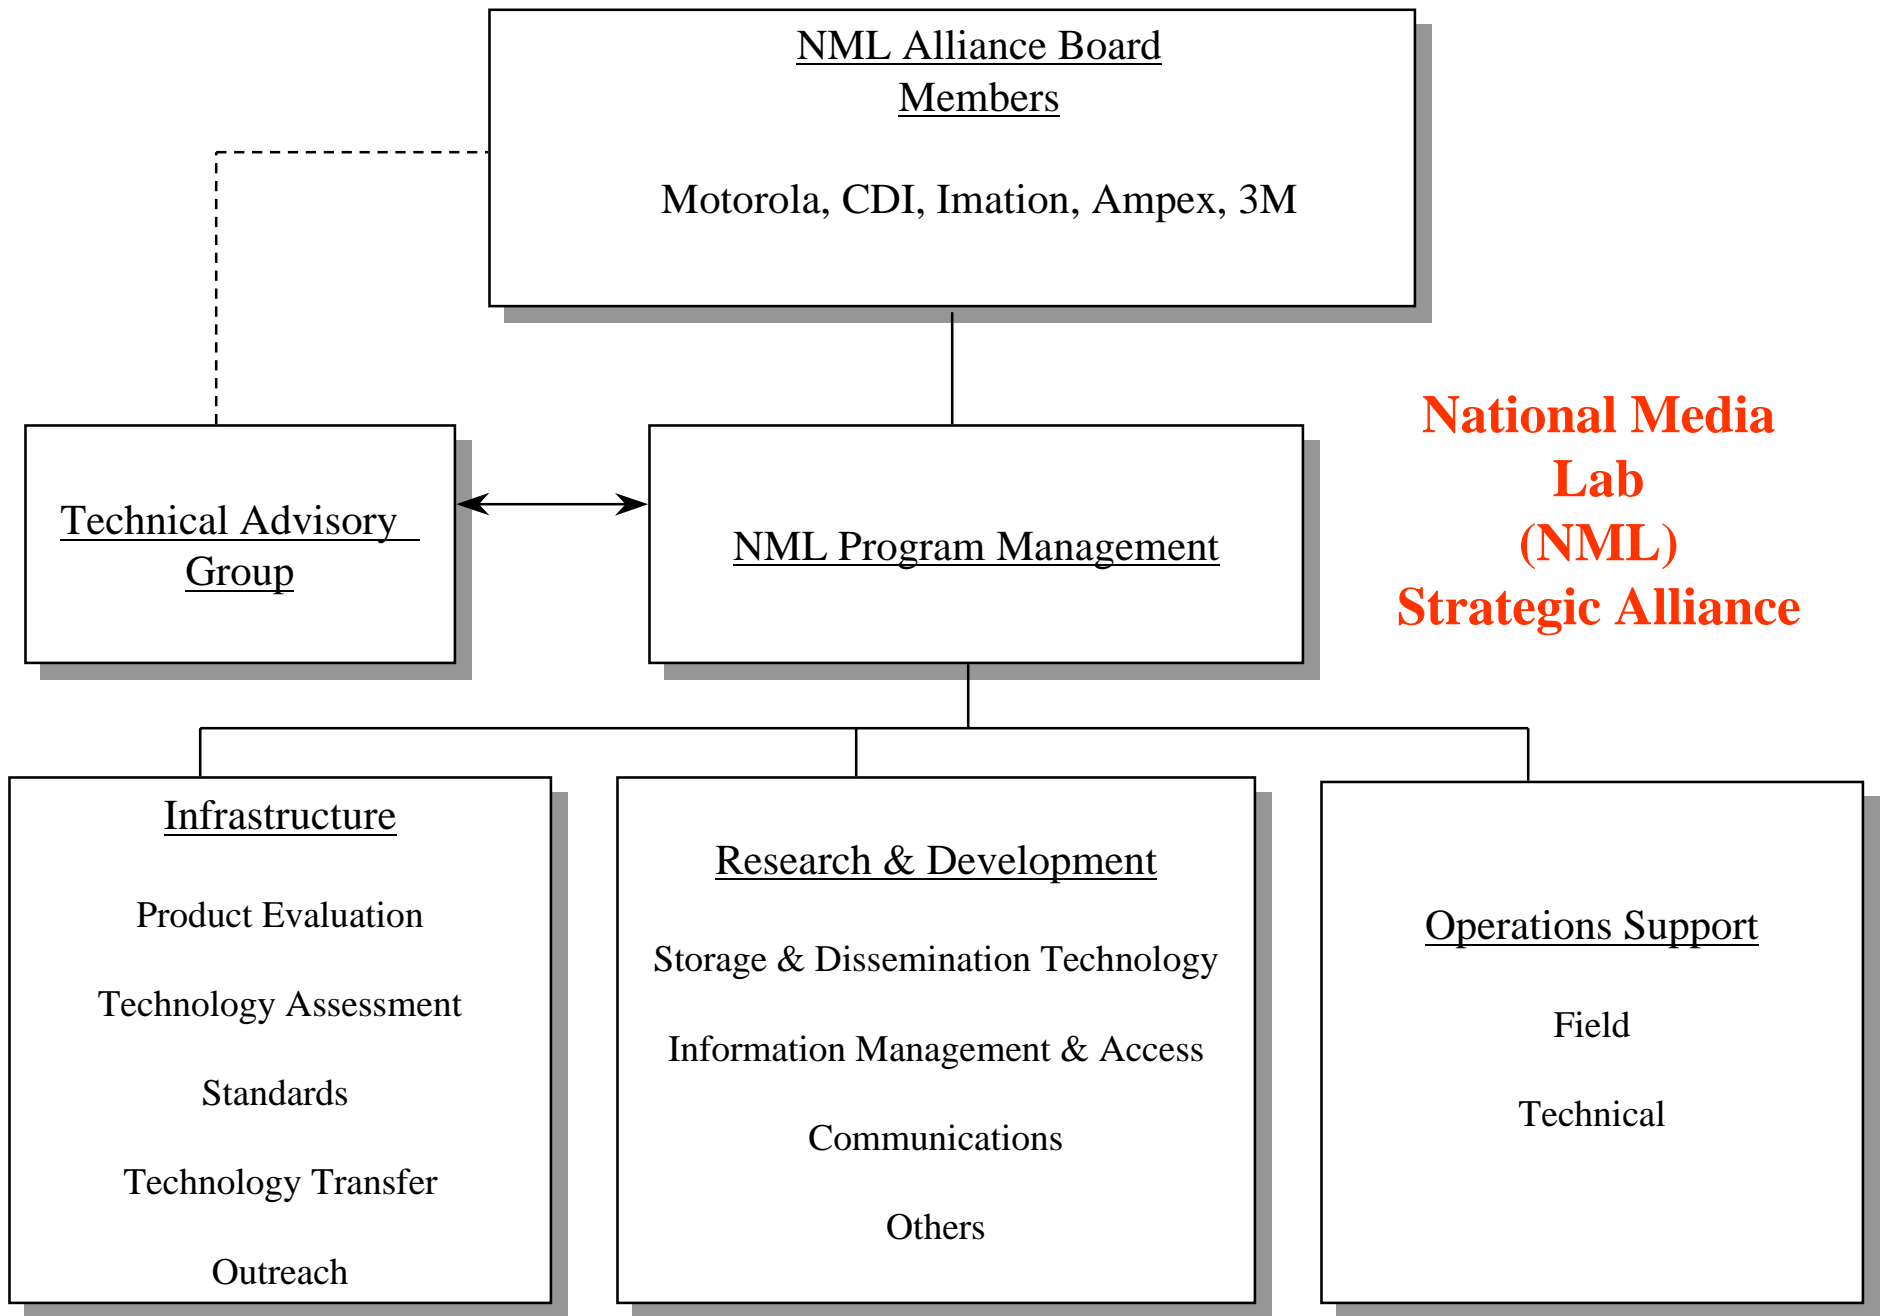 NML Alliance Board
Members
Motorola, CDI, Imation, Ampex, 3M
Technical Advisory
Group
NML Program Management
National Media
Lab
(NML)
Strategic Alliance
Infrastructure
Product Evaluation
Technology Assessment
Standards
Technology Transfer
Outreach
Research & Development
Storage & Dissemination Technology
Information Management & Access
Communications
Others
Operations Support
Field
Technical